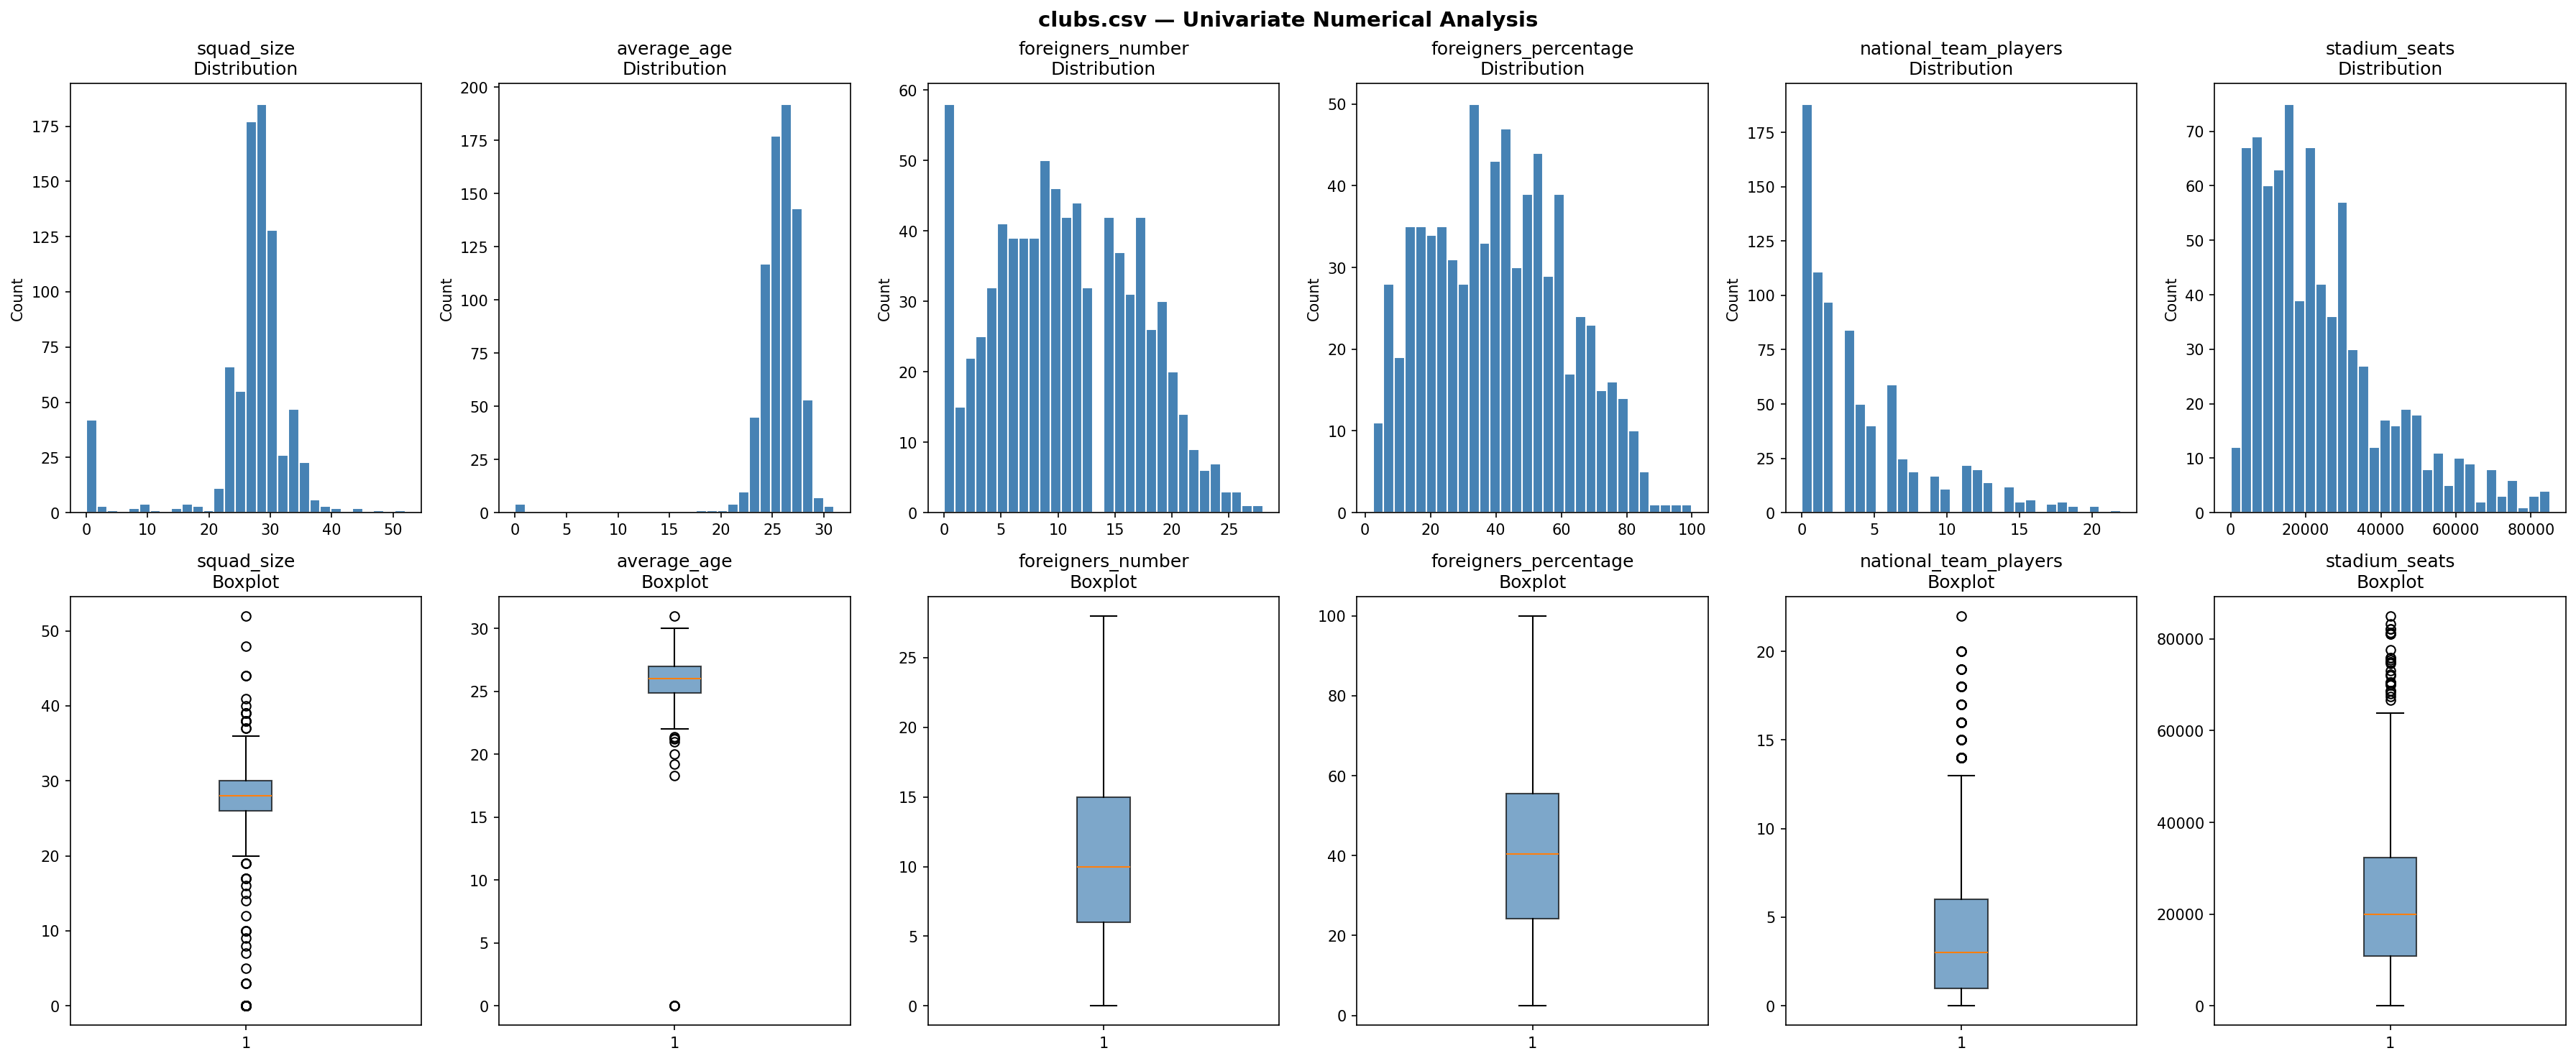 clubs.csv — Univariate Numerical Analysis
squad_size
Distribution
Count
175
150
125
100
75
50
25
0
0 10 20 30 40 50
average_age
Distribution
Count
200
175
150
125
100
75
50
25
0
0 5 10 15 20 25 30
foreigners_number
Distribution
Count
60
50
40
30
20
10
0
0 5 10 15 20 25
foreigners_percentage
Distribution
Count
50
40
30
20
10
0
0 20 40 60 80 100
national_team_players
Distribution
Count
175
150
125
100
75
50
25
0
0 5 10 15 20
stadium_seats
Distribution
Count
70
60
50
40
30
20
10
0
0 20000 40000 60000 80000
squad_size
Boxplot
50
40
30
20
10
0
1
average_age
Boxplot
30
25
20
15
10
5
0
1
foreigners_number
Boxplot
25
20
15
10
5
0
1
foreigners_percentage
Boxplot
100
80
60
40
20
0
1
national_team_players
Boxplot
20
15
10
5
0
1
stadium_seats
Boxplot
80000
60000
40000
20000
0
1